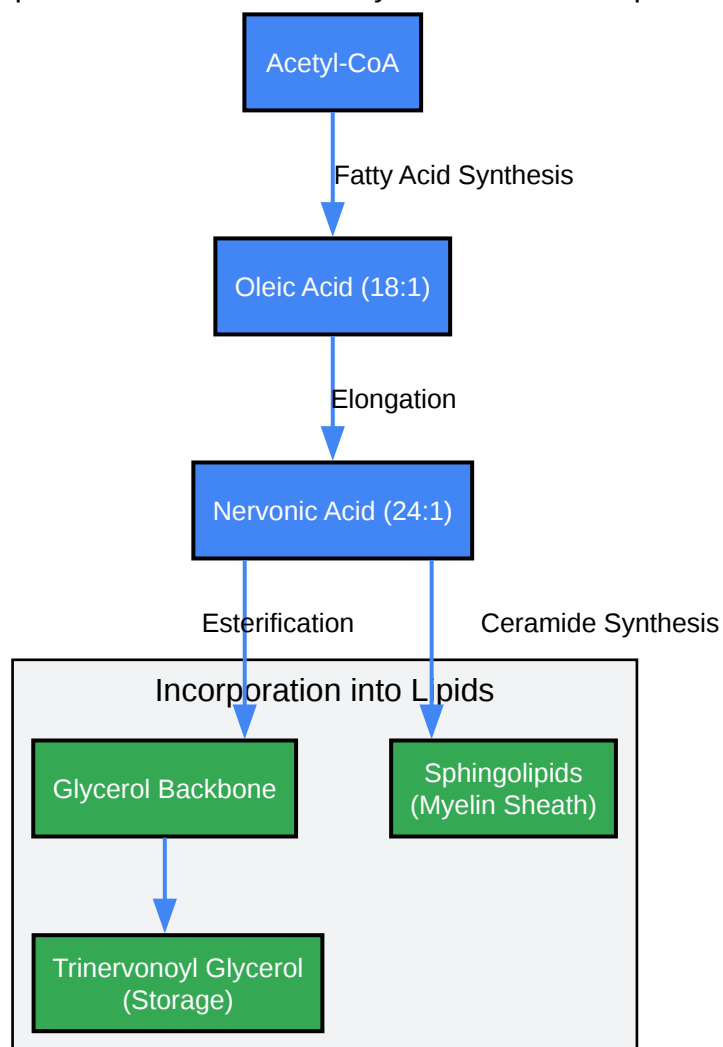 Acetyl-CoA
Fatty Acid Synthesis
Oleic Acid (18:1)
Elongation
Nervonic Acid (24:1)
Esterification
Ceramide Synthesis
Incorporation into Lipids
Glycerol Backbone
Sphingolipids
(Myelin Sheath)
Trinervonoyl Glycerol
(Storage)